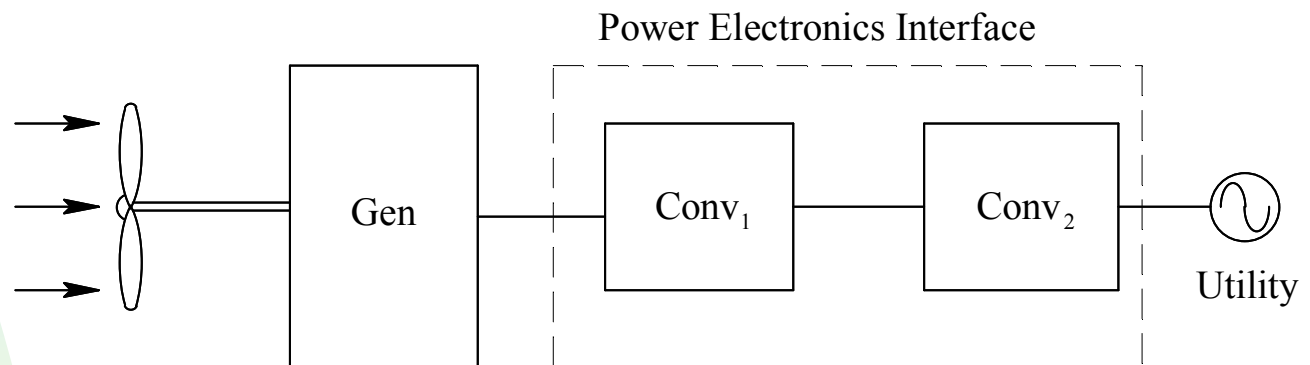 Power Electronics Interface
Gen
Conv₁
Conv₂
Utility